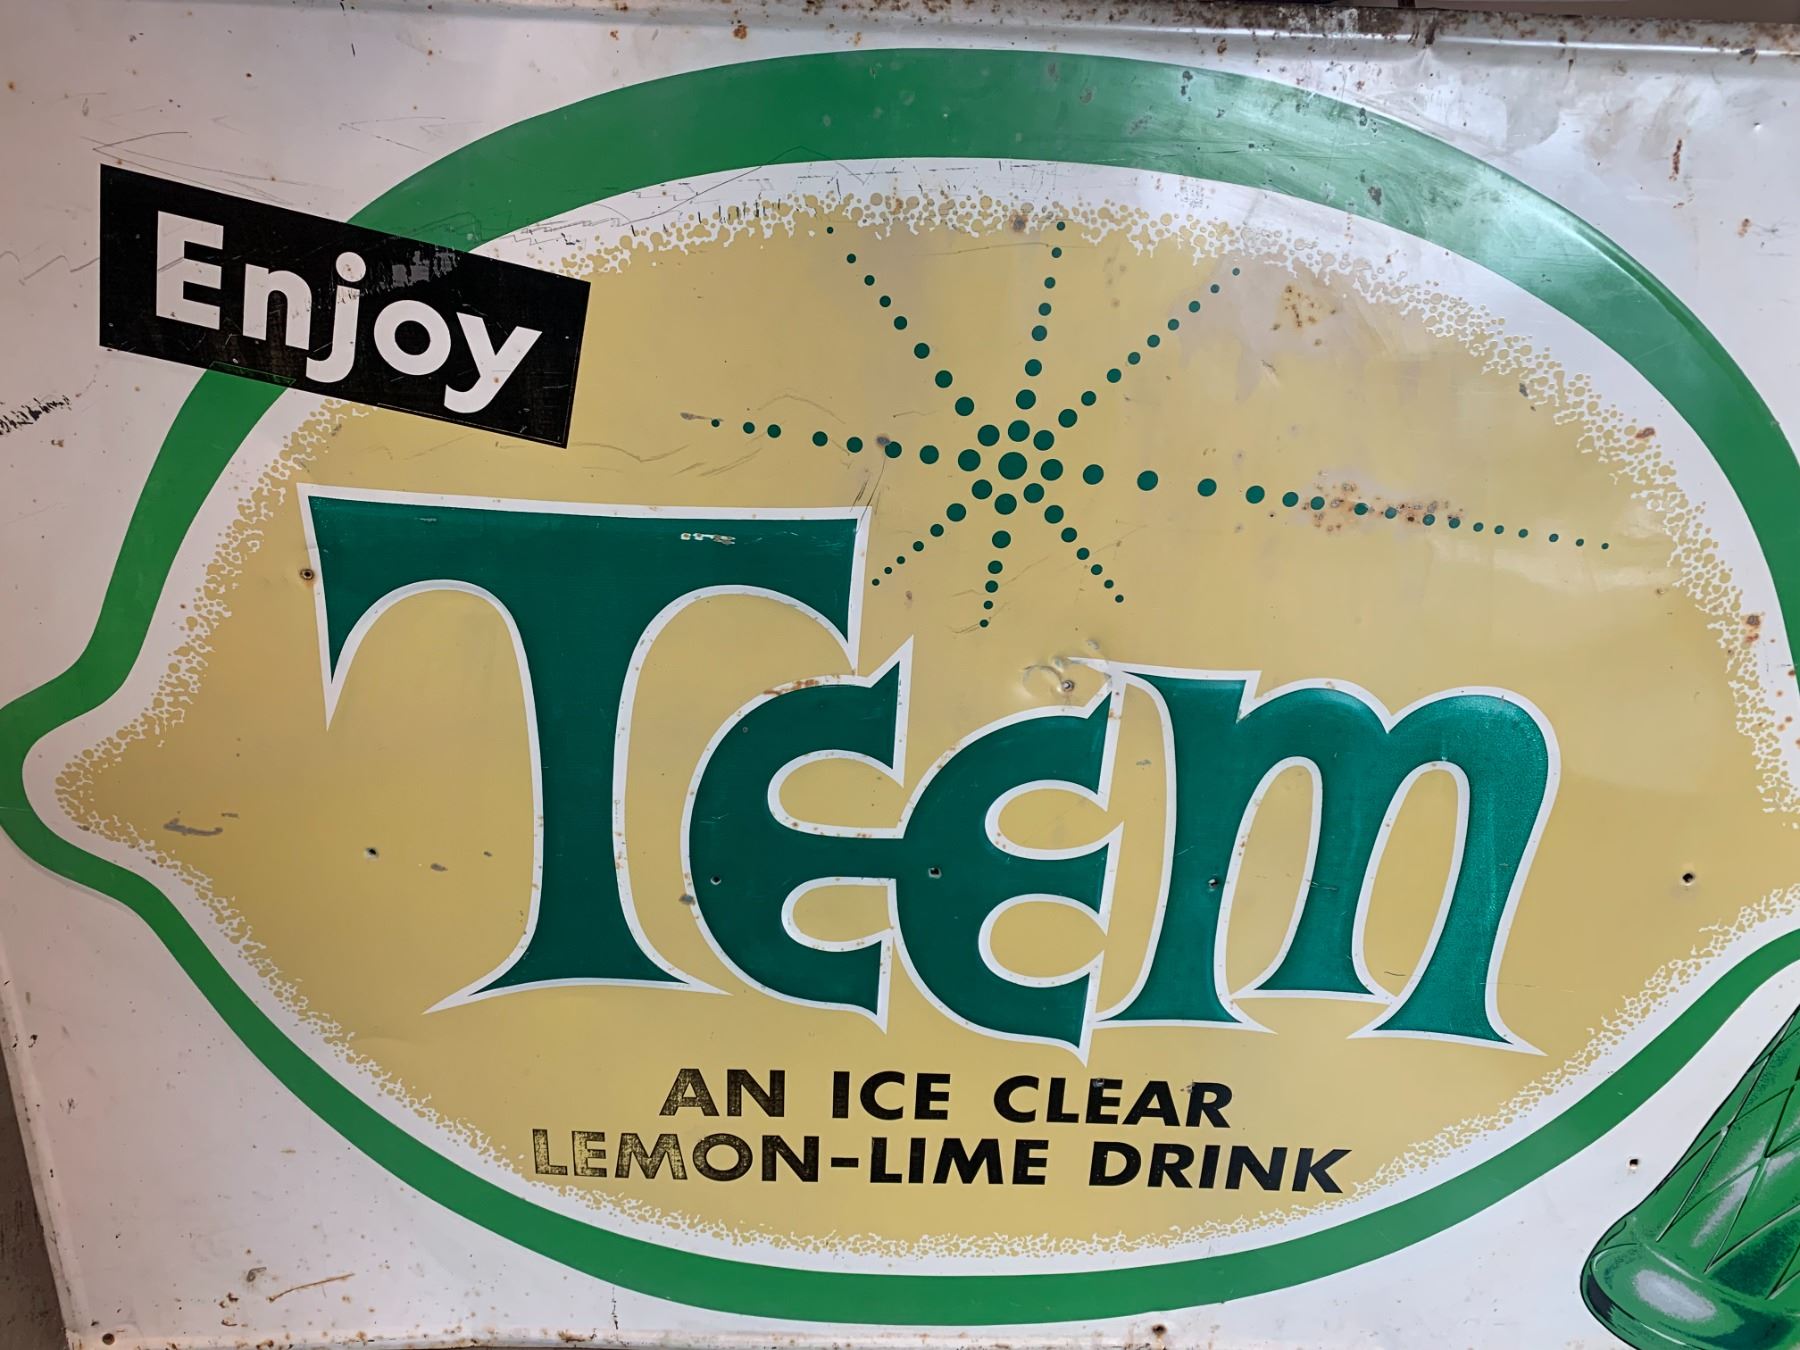 Enjoy
Teem
AN ICE CLEAR
LEMON-LIME DRINK